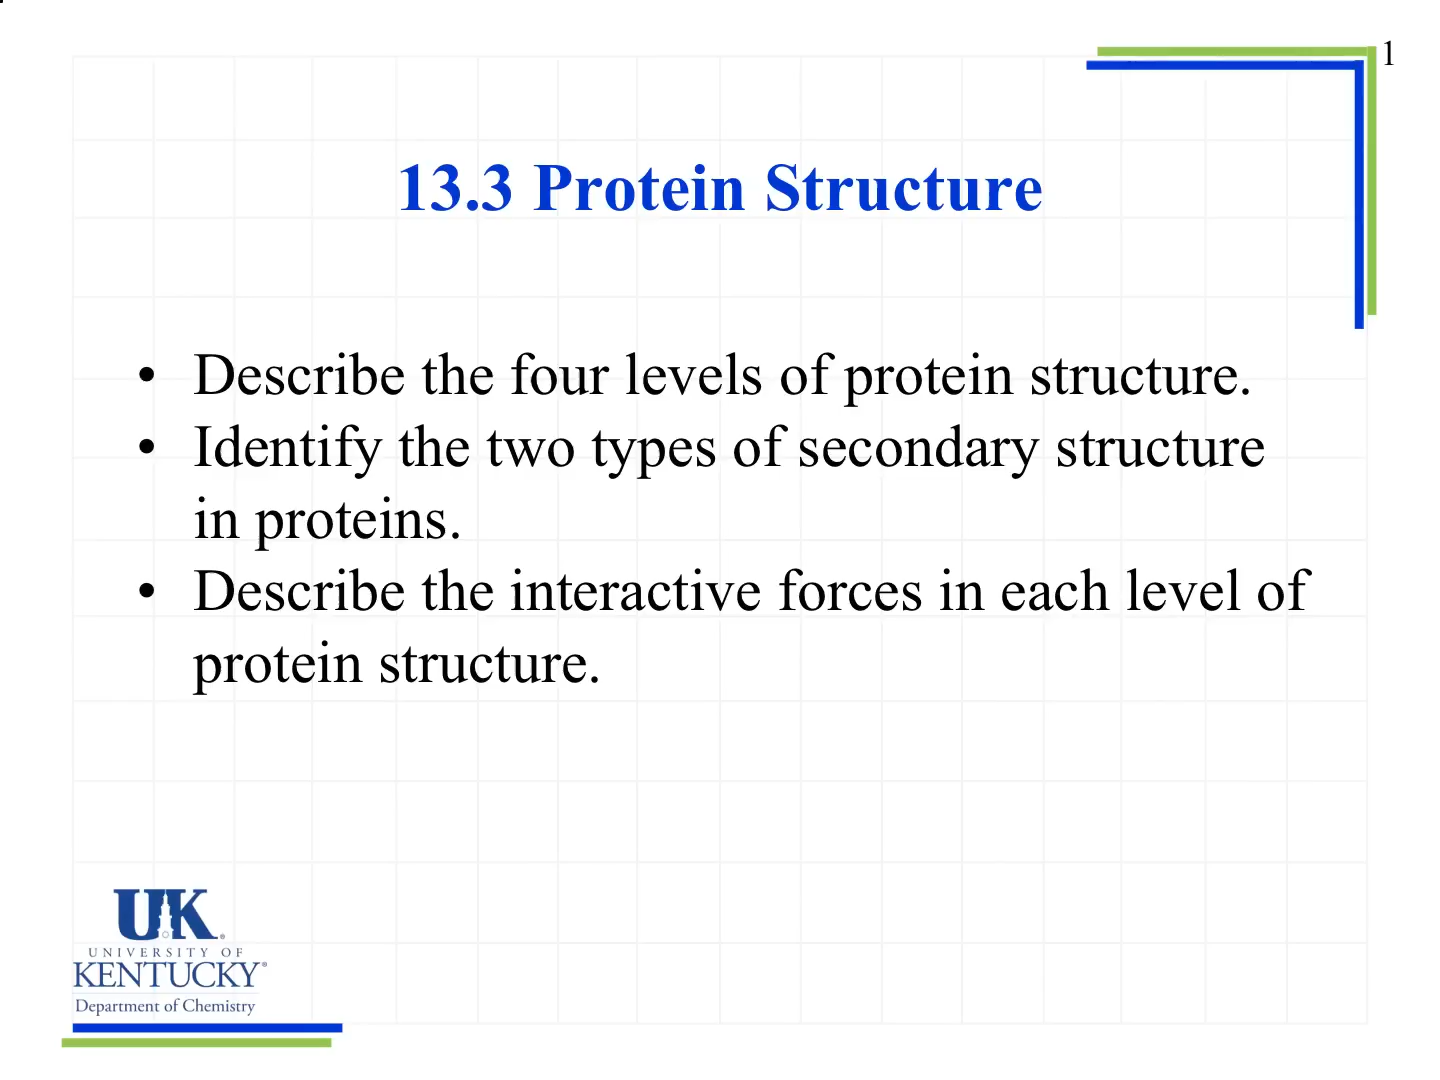 1
13.3 Protein Structure
• Describe the four levels of protein structure.
• Identify the two types of secondary structure
in proteins.
• Describe the interactive forces in each level of
protein structure.
UK®
UNIVERSITY OF
KENTUCKY®
Department of Chemistry